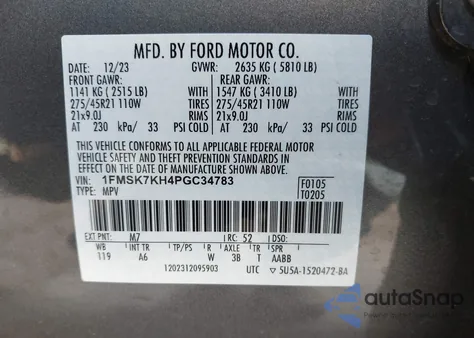 MFD. BY FORD MOTOR CO.
12/23 GVWR: 2635 KG ( 5810 LB)
FRONT GAWR: REAR GAWR:
1141 KG ( 2515 LB) WITH 1547 KG ( 3410 LB) WITH
275/45R21 110W TIRES 275/45R21 110W TIRES
21x9.0J RIMS 21x9.0J RIMS
AT 230 kPa/ 33 PSI COLD AT 230 kPa/ 33 PSI COLD
THIS VEHICLE CONFORMS TO ALL APPLICABLE FEDERAL MOTOR
VEHICLE SAFETY AND BUMPER AND THEFT PREVENTION STANDARDS IN
EFFECT ON THE DATE OF MANUFACTURE SHOWN ABOVE.
VIN: 1FMSK7KH4PGC34783 F0105
TYPE: MPV T0205
EXT PNT: M7 RC: 52 DSO:
WB INT TR TP/PS R AXLE TR SPR
119 A6 W 3B T AABB
1202312095903 UTC 5U5A-1520472-BA
autoSnap